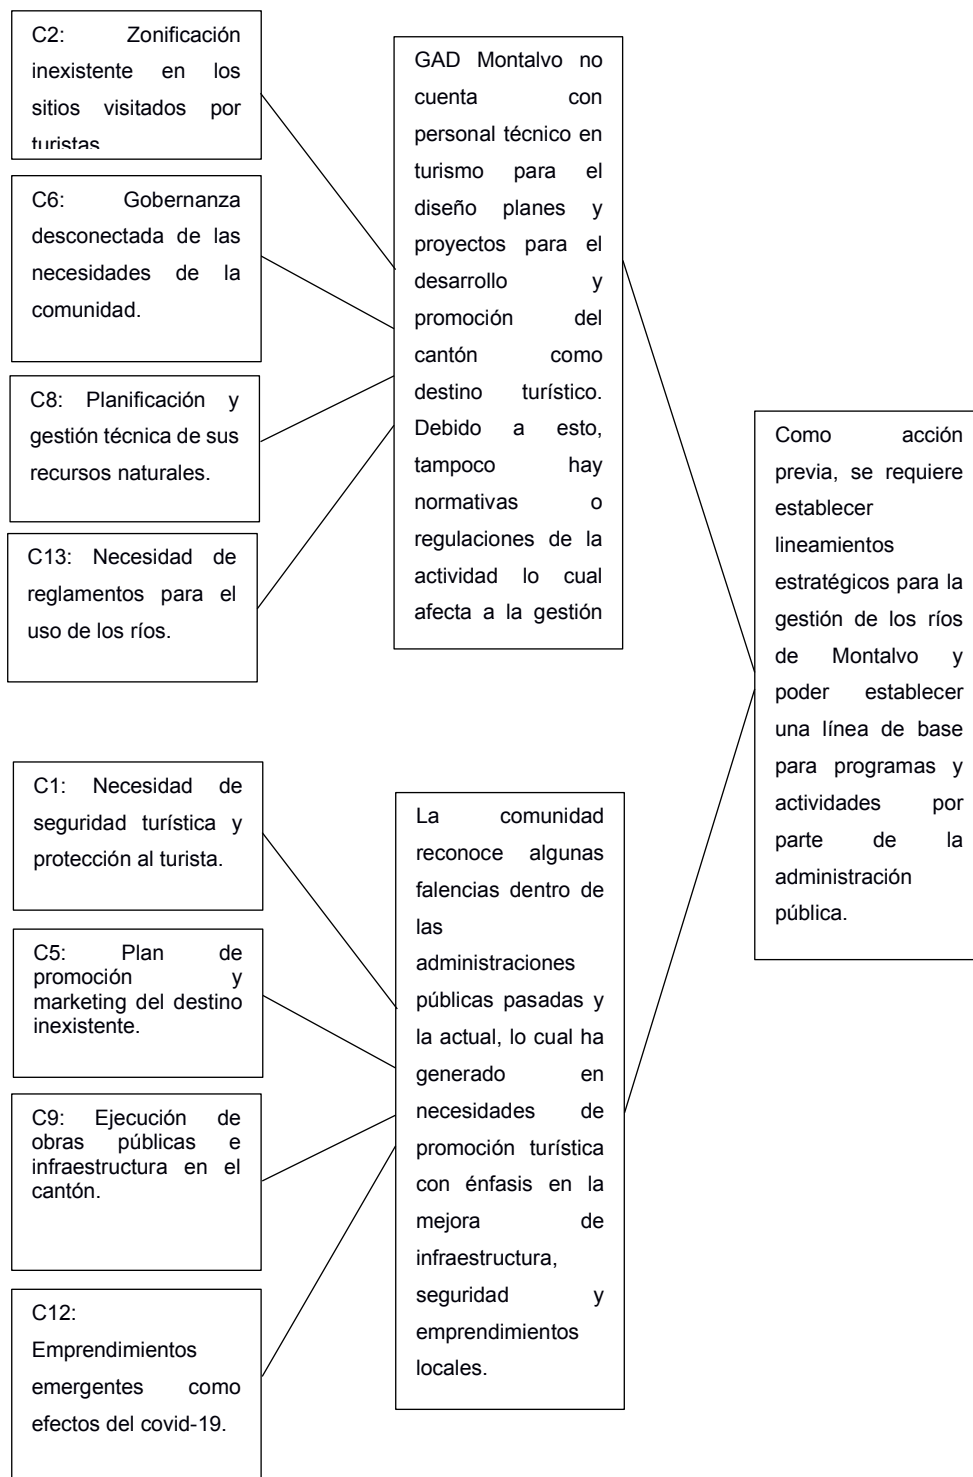 C2: Zonificación
inexistente en los
sitios visitados por
turistas
C6: Gobernanza
desconectada de las
necesidades de la
comunidad.
C8: Planificación y
gestión técnica de sus
recursos naturales.
C13: Necesidad de
reglamentos para el
uso de los ríos.
GAD Montalvo no
cuenta con
personal técnico en
turismo para el
diseño planes y
proyectos para el
desarrollo y
promoción del
cantón como
destino turístico.
Debido a esto,
tampoco hay
normativas o
regulaciones de la
actividad lo cual
afecta a la gestión
C1: Necesidad de
seguridad turística y
protección al turista.
C5: Plan de
promoción y
marketing del destino
inexistente.
C9: Ejecución de
obras públicas e
infraestructura en el
cantón.
C12:
Emprendimientos
emergentes como
efectos del covid-19.
La comunidad
reconoce algunas
falencias dentro de
las
administraciones
públicas pasadas y
la actual, lo cual ha
generado en
necesidades de
promoción turística
con énfasis en la
mejora de
infraestructura,
seguridad y
emprendimientos
locales.
Como acción
previa, se requiere
establecer
lineamientos
estratégicos para la
gestión de los ríos
de Montalvo y
poder establecer
una línea de base
para programas y
actividades por
parte de la
administración
pública.